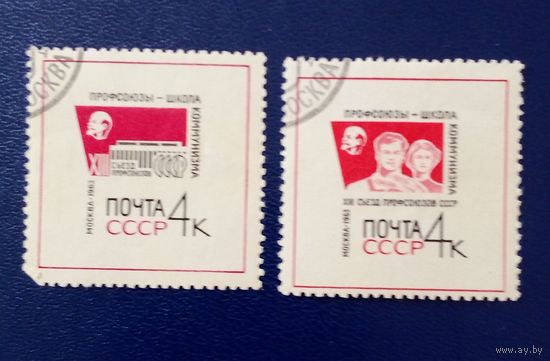 МОСКВА
ПРОФСОЮЗЫ – ШКОЛА
КОММУНИЗМА
XIII
СЪЕЗД
ПРОФСОЮЗОВ
СССР
МОСКВА-1963
ПОЧТА 4К
СССР
МОСКВА
ПРОФСОЮЗЫ – ШКОЛА
КОММУНИЗМА
XIII СЪЕЗД ПРОФСОЮЗОВ СССР
МОСКВА-1963
ПОЧТА 4К
СССР
www.ay.by